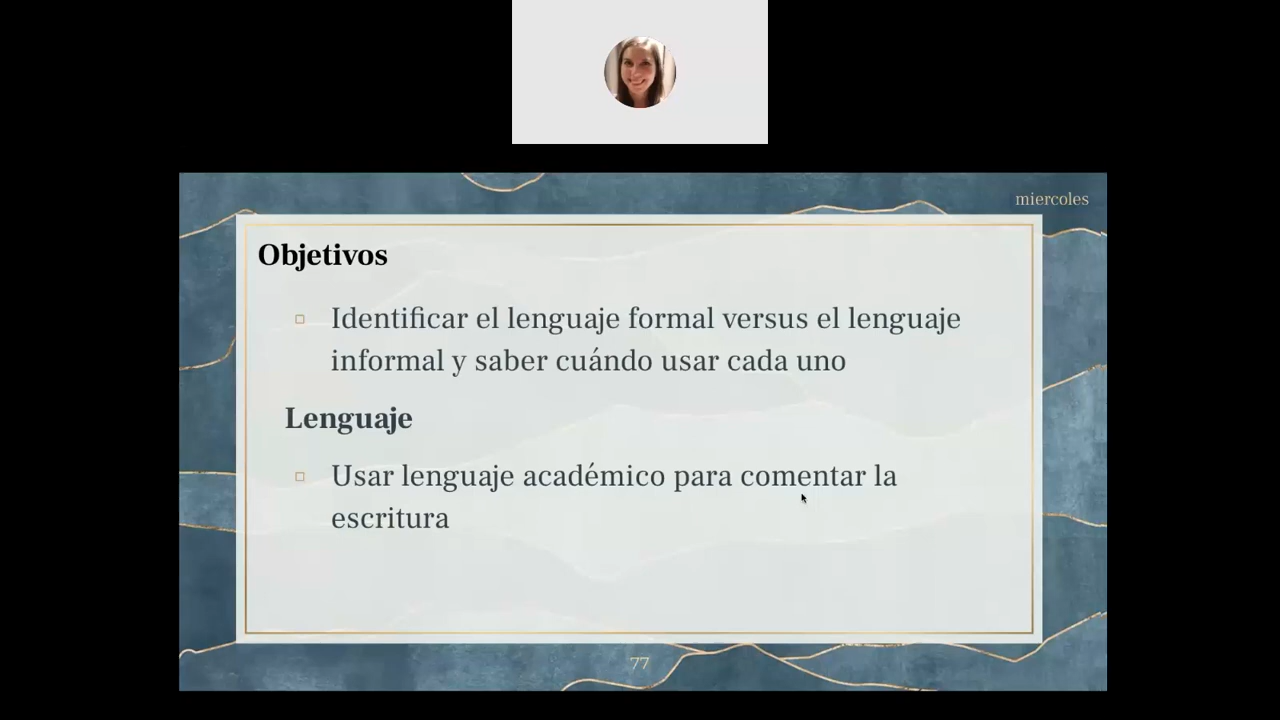 miercoles
Objetivos
Identificar el lenguaje formal versus el lenguaje
informal y saber cuándo usar cada uno
Lenguaje
Usar lenguaje académico para comentar la
escritura
77